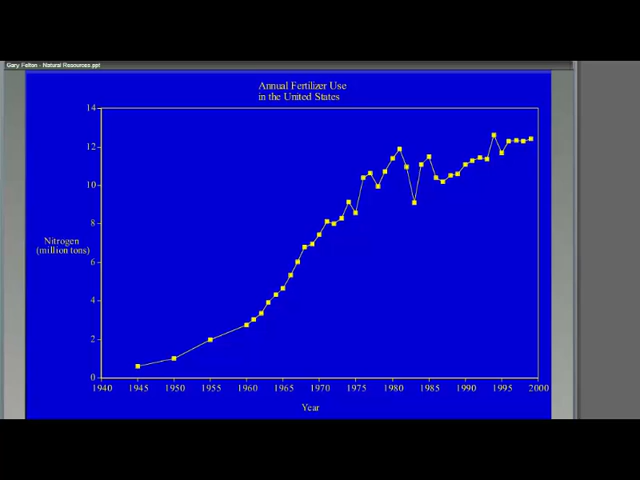 Gary Felton - Natural Resources.ppt
Annual Fertilizer Use
in the United States
14
12
10
8
Nitrogen
(million tons)
6
4
2
0
1940 1945 1950 1955 1960 1965 1970 1975 1980 1985 1990 1995 2000
Year